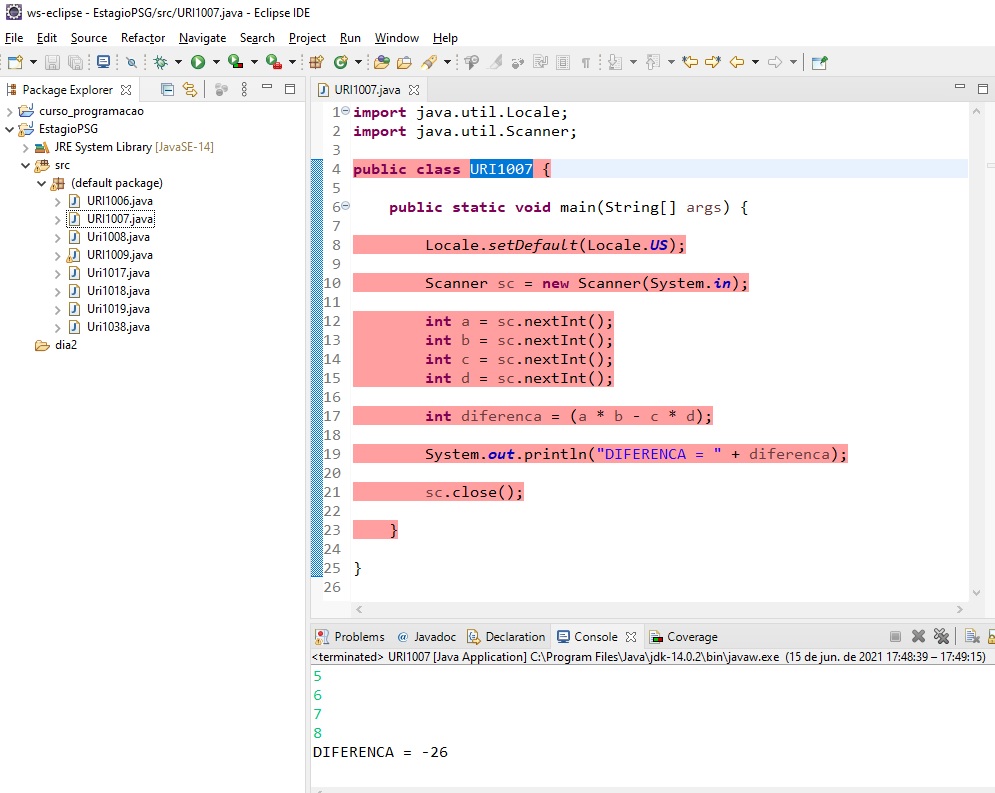 ws-eclipse - EstagioPSG/src/URI1007.java - Eclipse IDE
File Edit Source Refactor Navigate Search Project Run Window Help
Package Explorer
curso_programacao
EstagioPSG
JRE System Library [JavaSE-14]
src
(default package)
URI1006.java
URI1007.java
Uri1008.java
URI1009.java
Uri1017.java
Uri1018.java
Uri1019.java
Uri1038.java
dia2
URI1007.java
1 import java.util.Locale;
2 import java.util.Scanner;
3
4 public class URI1007 {
5
6 public static void main(String[] args) {
7
8 Locale.setDefault(Locale.US);
9
10 Scanner sc = new Scanner(System.in);
11
12 int a = sc.nextInt();
13 int b = sc.nextInt();
14 int c = sc.nextInt();
15 int d = sc.nextInt();
16
17 int diferenca = (a * b - c * d);
18
19 System.out.println("DIFERENCA = " + diferenca);
20
21 sc.close();
22
23 }
24
25 }
26
Problems @ Javadoc Declaration Console Coverage
<terminated> URI1007 [Java Application] C:\Program Files\Java\jdk-14.0.2\bin\javaw.exe (15 de jun. de 2021 17:48:39 – 17:49:15)
5
6
7
8
DIFERENCA = -26